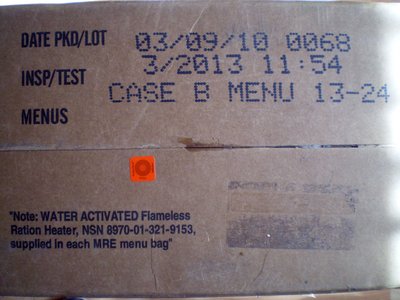 DATE PKD/LOT 03/09/10 0068
INSP/TEST 3/2013 11:54
MENUS CASE B MENU 13-24
"Note: WATER ACTIVATED Flameless
Ration Heater, NSN 8970-01-321-9153,
supplied in each MRE menu bag"